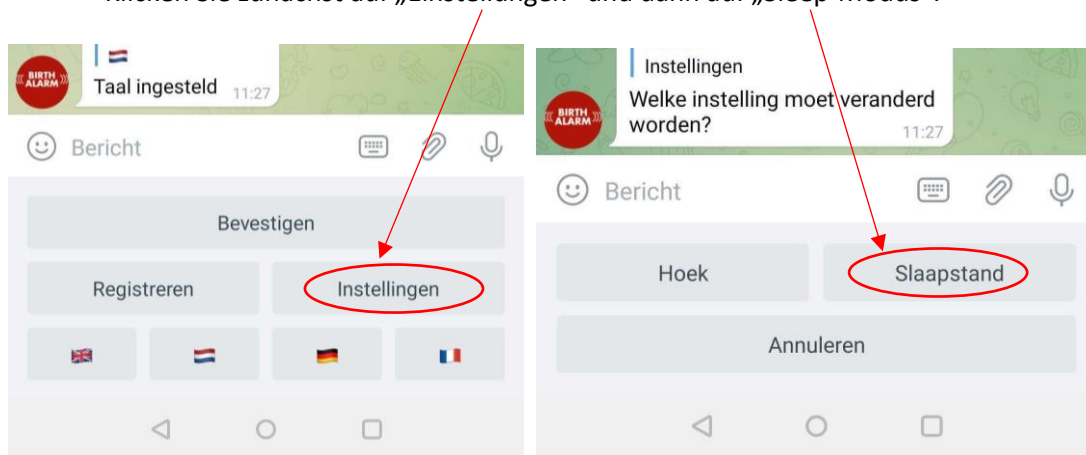 Klicken Sie zunächst auf „Einstellungen“ und dann auf „Sleep-Modus“.
BIRTH
ALARM
Taal ingesteld 11:27
Bericht
Bevestigen
Registreren
Instellingen
Instellingen
BIRTH
ALARM
Welke instelling moet veranderd
worden? 11:27
Bericht
Hoek
Slaapstand
Annuleren